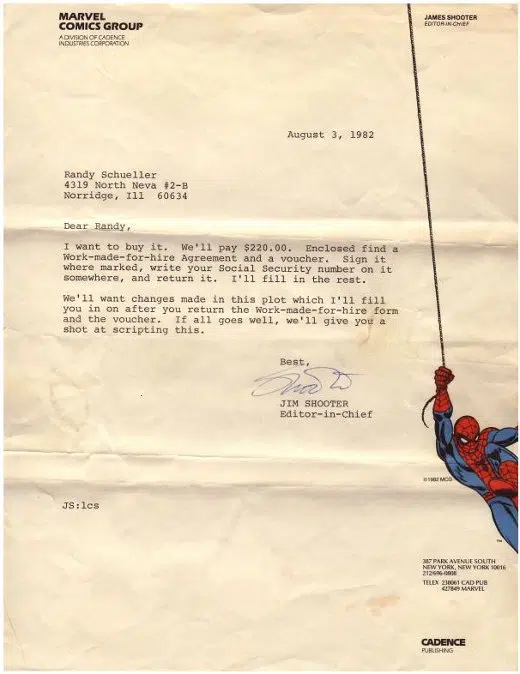 MARVEL
COMICS GROUP
A DIVISION OF CADENCE
INDUSTRIES CORPORATION
JAMES SHOOTER
EDITOR-IN-CHIEF
August 3, 1982
Randy Schueller
4319 North Neva #2-B
Norridge, Ill 60634
Dear Randy,
I want to buy it. We'll pay $220.00. Enclosed find a
Work-made-for-hire Agreement and a voucher. Sign it
where marked, write your Social Security number on it
somewhere, and return it. I'll fill in the rest.
We'll want changes made in this plot which I'll fill
you in on after you return the Work-made-for-hire form
and the voucher. If all goes well, we'll give you a
shot at scripting this.
Best,
JIM SHOOTER
Editor-in-Chief
©1982 MCG
JS:lcs
TM
387 PARK AVENUE SOUTH
NEW YORK, NEW YORK 10016
212/696-0808
TELEX 238061 CAD PUB
427849 MARVEL
CADENCE
PUBLISHING